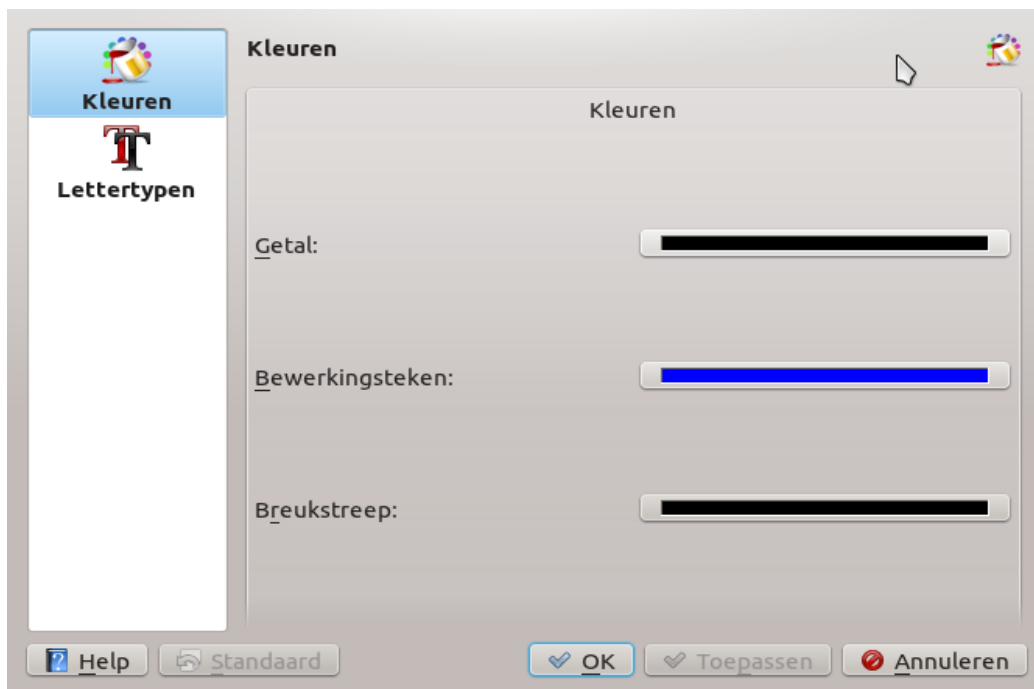 Kleuren
Lettertypen
Kleuren
Kleuren
Getal:
Bewerkingsteken:
Breukstreep:
Help Standaard OK Toepassen Annuleren